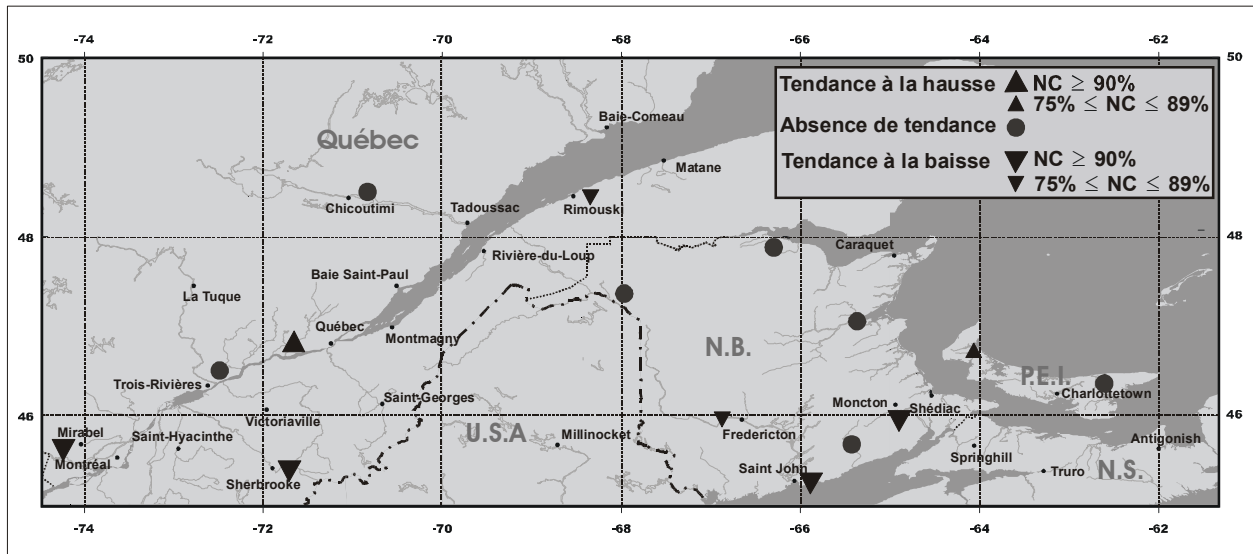 -74 -72 -70 -68 -66 -64 -62
50 50
Tendance à la hausse NC ≥ 90%
75% ≤ NC ≤ 89%
Absence de tendance
Tendance à la baisse NC ≥ 90%
75% ≤ NC ≤ 89%
Baie-Comeau
Québec
Matane
Chicoutimi
Tadoussac
Rimouski
48 48
Caraquet
Rivière-du-Loup
Baie Saint-Paul
La Tuque
Québec
Montmagny
N.B.
P.E.I.
Trois-Rivières
Saint-Georges
Charlottetown
Moncton
Shédiac
46 46
Victoriaville
Mirabel
Saint-Hyacinthe
U.S.A
Millinocket
Fredericton
Antigonish
Montréal
Springhill
Saint John
Truro
N.S.
Sherbrooke
-74 -72 -70 -68 -66 -64 -62